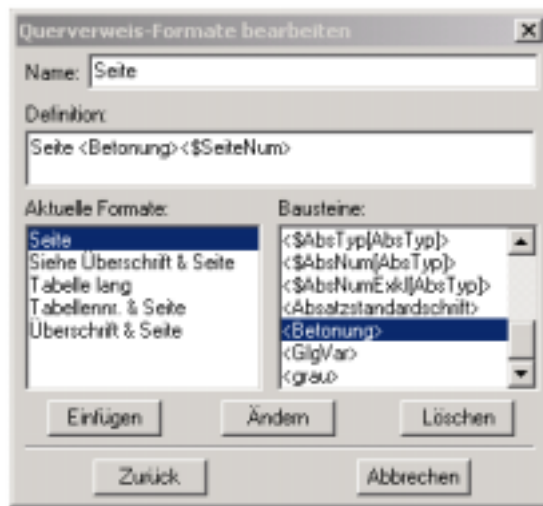 Querverweis-Formate bearbeiten
Name: Seite
Definition:
Seite <Betonung><$SeiteNum>
Aktuelle Formate:
Seite
Siehe Überschrift & Seite
Tabelle lang
Tabellennr. & Seite
Überschrift & Seite
Bausteine:
<$AbsTyp[AbsTyp]>
<$AbsNum[AbsTyp]>
<$AbsNumExkl[AbsTyp]>
<Absatzstandardschrift>
<Betonung>
<GlgVar>
<grau>
Einfügen
Ändern
Löschen
Zurück
Abbrechen